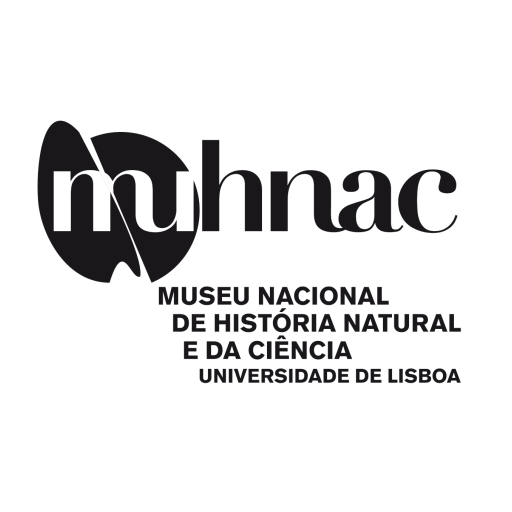 muhnac
MUSEU NACIONAL
DE HISTÓRIA NATURAL
E DA CIÊNCIA
UNIVERSIDADE DE LISBOA